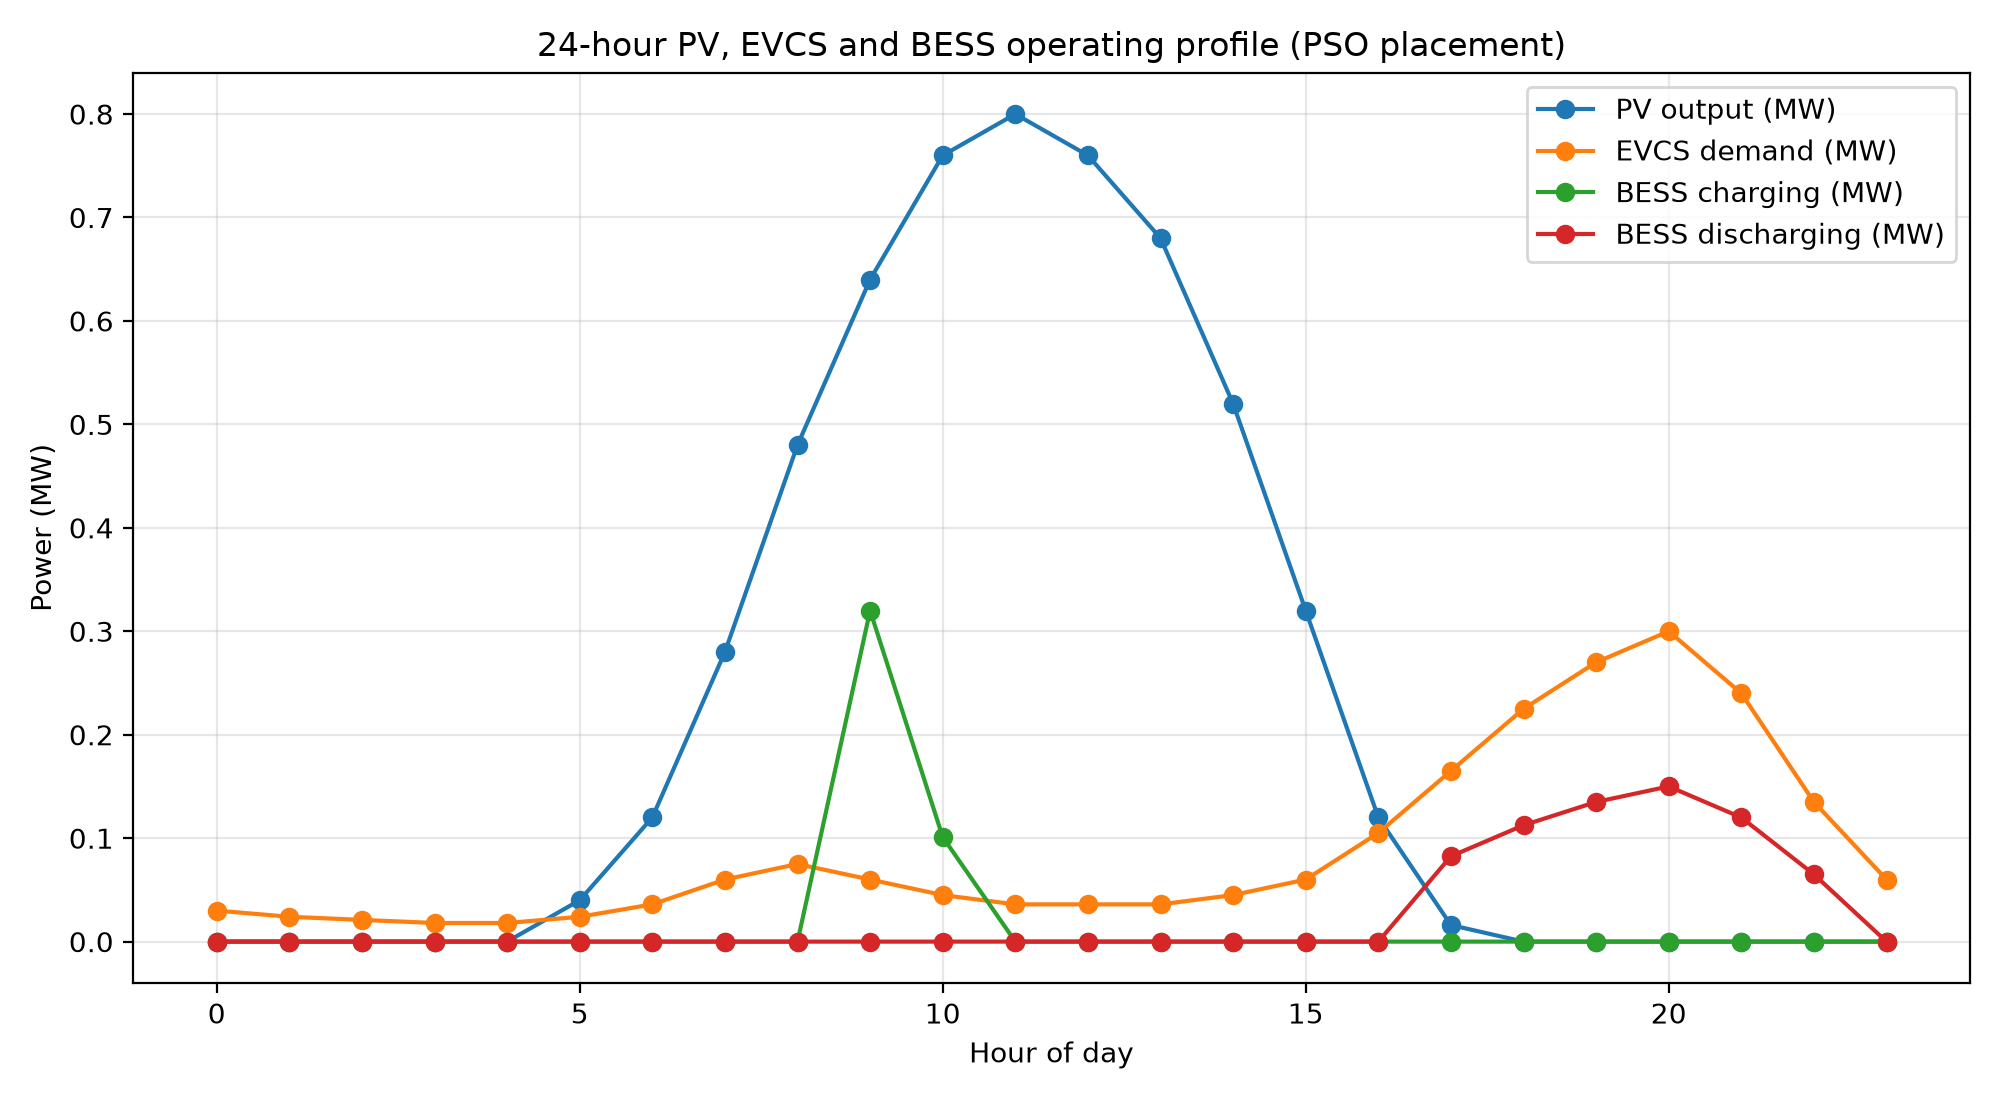 24-hour PV, EVCS and BESS operating profile (PSO placement)
PV output (MW)
EVCS demand (MW)
BESS charging (MW)
BESS discharging (MW)
Power (MW)
0.8
0.7
0.6
0.5
0.4
0.3
0.2
0.1
0.0
0 5 10 15 20
Hour of day